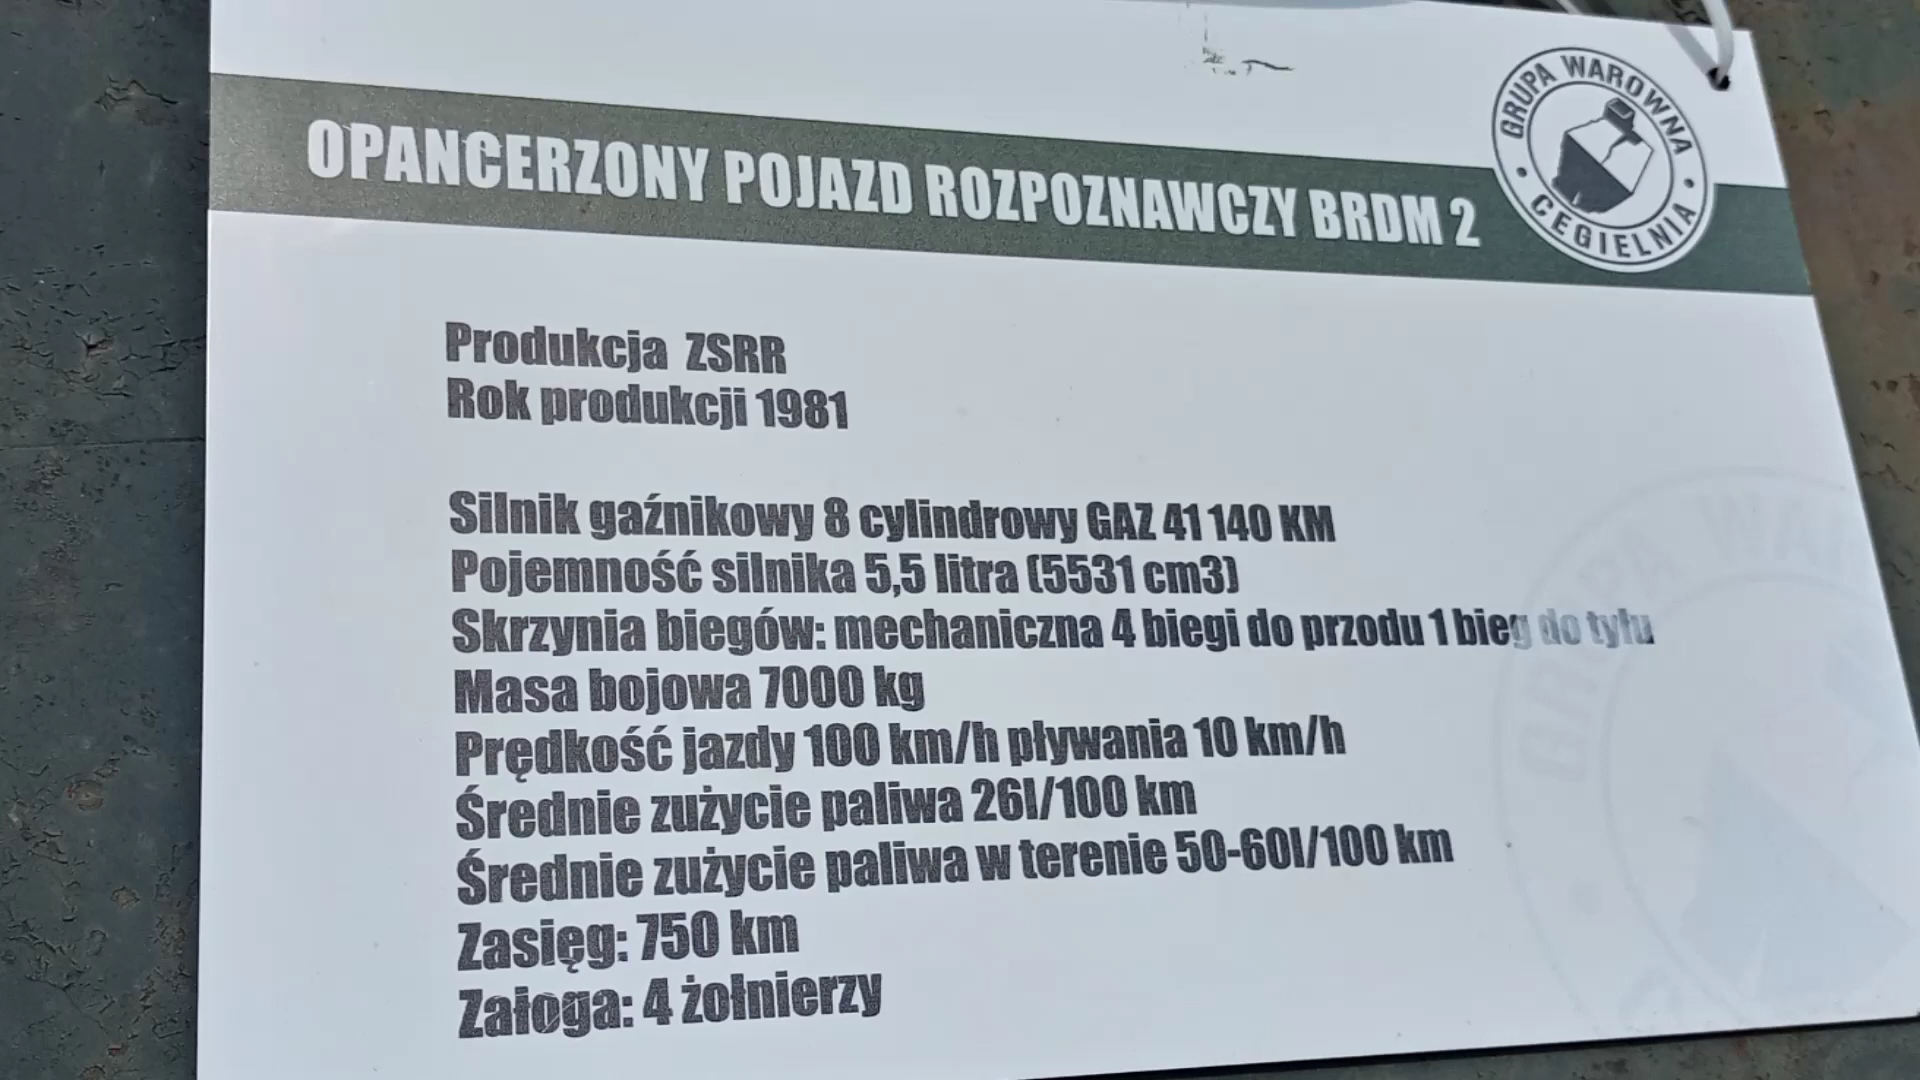 GRUPA WAROWNA
CEGIELNIA
OPANCERZONY POJAZD ROZPOZNAWCZY BRDM 2
Produkcja ZSRR
Rok produkcji 1981
Silnik gaźnikowy 8 cylindrowy GAZ 41 140 KM
Pojemność silnika 5,5 litra (5531 cm3)
Skrzynia biegów: mechaniczna 4 biegi do przodu 1 bieg do tyłu
Masa bojowa 7000 kg
Prędkość jazdy 100 km/h pływania 10 km/h
Średnie zużycie paliwa 26l/100 km
Średnie zużycie paliwa w terenie 50-60l/100 km
Zasięg: 750 km
Załoga: 4 żołnierzy
GRUPA WAR